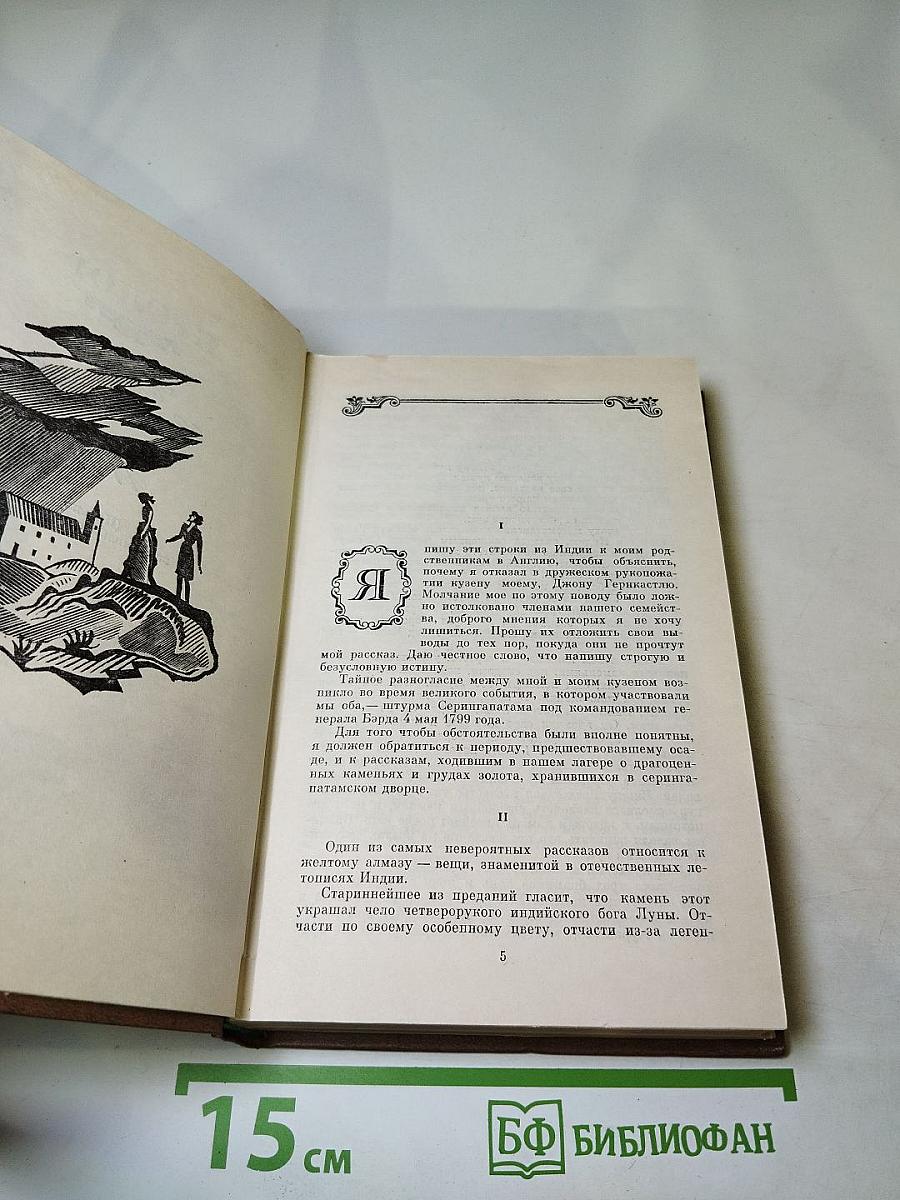 I
Я пишу эти строки из Индии к моим род-
ственникам в Англию, чтобы объяснить,
почему я отказал в дружеском рукопожа-
тии кузену моему, Джону Гернкастлю.
Молчание мое по этому поводу было лож-
но истолковано членами нашего семейст-
ва, доброго мнения которых я не хочу
лишиться. Прошу их отложить свои вы-
воды до тех пор, покуда они не прочтут
мой рассказ. Даю честное слово, что напишу строгую и
безусловную истину.
Тайное разногласие между мной и моим кузеном воз-
никло во время великого события, в котором участвовали
мы оба,— штурма Серингапатама под командованием ге-
нерала Бэрда 4 мая 1799 года.
Для того чтобы обстоятельства были вполне понятны,
я должен обратиться к периоду, предшествовавшему оса-
де, и к рассказам, ходившим в нашем лагере о драгоцен-
ных каменьях и грудах золота, хранившихся в серинга-
патамском дворце.
II
Один из самых невероятных рассказов относится к
желтому алмазу — вещи, знаменитой в отечественных ле-
тописях Индии.
Стариннейшее из преданий гласит, что камень этот
украшал чело четверорукого индийского бога Луны. От-
части по своему особенному цвету, отчасти из-за леген-
5
15 см
БФ БИБЛИОФАН